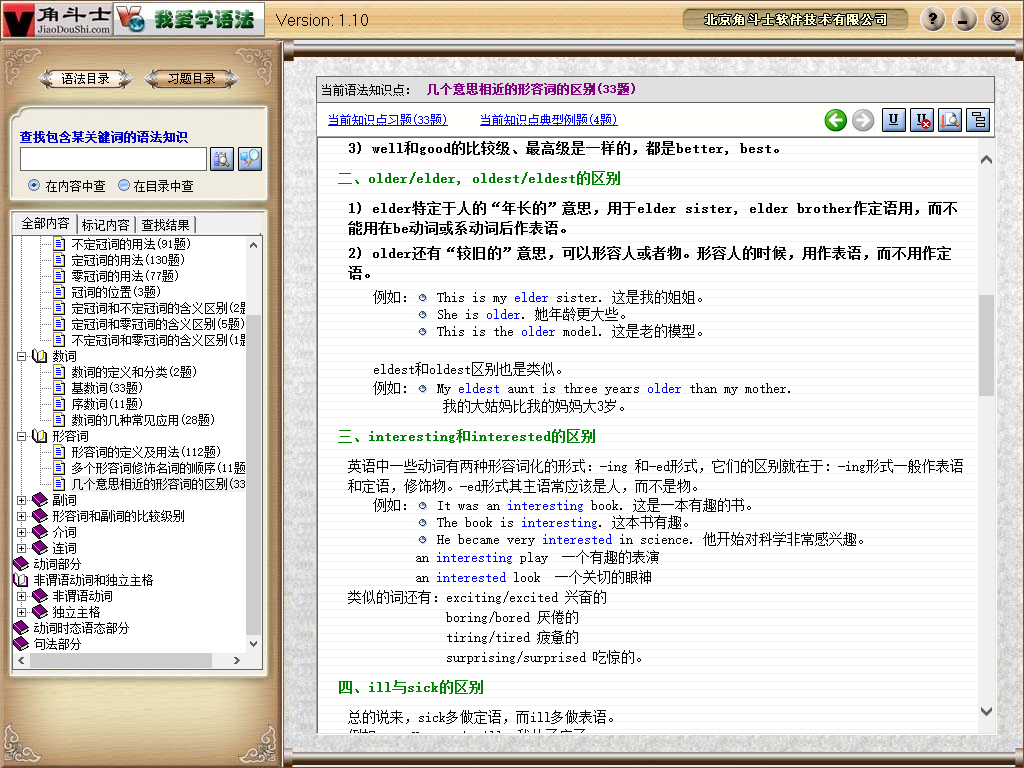 角斗士
JiaoDouShi.com
我爱学语法
Version: 1.10
北京角斗士软件技术有限公司
语法目录
习题目录
查找包含某关键词的语法知识
在内容中查
在目录中查
全部内容
标记内容
查找结果
不定冠词的用法(91题)
定冠词的用法(130题)
零冠词的用法(77题)
冠词的位置(3题)
定冠词和不定冠词的含义区别(2题
定冠词和零冠词的含义区别(5题)
不定冠词和零冠词的含义区别(1题
数词
数词的定义和分类(2题)
基数词(33题)
序数词(11题)
数词的几种常见应用(28题)
形容词
形容词的定义及用法(112题)
多个形容词修饰名词的顺序(11题
几个意思相近的形容词的区别(33
副词
形容词和副词的比较级别
介词
连词
动词部分
非谓语动词和独立主格
非谓语动词
独立主格
动词时态语态部分
句法部分
当前语法知识点： 几个意思相近的形容词的区别(33题)
当前知识点习题(33题)
当前知识点典型例题(4题)
3) well和good的比较级、最高级是一样的，都是better, best。
二、older/elder, oldest/eldest的区别
1) elder特定于人的“年长的”意思，用于elder sister, elder brother作定语用，而不
能用在be动词或系动词后作表语。
2) older还有“较旧的”意思，可以形容人或者物。形容人的时候，用作表语，而不用作定
语。
例如： This is my elder sister. 这是我的姐姐。
She is older. 她年龄更大些。
This is the older model. 这是老的模型。
eldest和oldest区别也是类似。
例如： My eldest aunt is three years older than my mother.
我的大姑妈比我的妈妈大3岁。
三、interesting和interested的区别
英语中一些动词有两种形容词化的形式：-ing 和-ed形式，它们的区别就在于：-ing形式一般作表语
和定语，修饰物。-ed形式其主语常应该是人，而不是物。
例如： It was an interesting book. 这是一本有趣的书。
The book is interesting. 这本书有趣。
He became very interested in science. 他开始对科学非常感兴趣。
an interesting play 一个有趣的表演
an interested look 一个关切的眼神
类似的词还有：exciting/excited 兴奋的
boring/bored 厌倦的
tiring/tired 疲惫的
surprising/surprised 吃惊的。
四、ill与sick的区别
总的说来，sick多做定语，而ill多做表语。